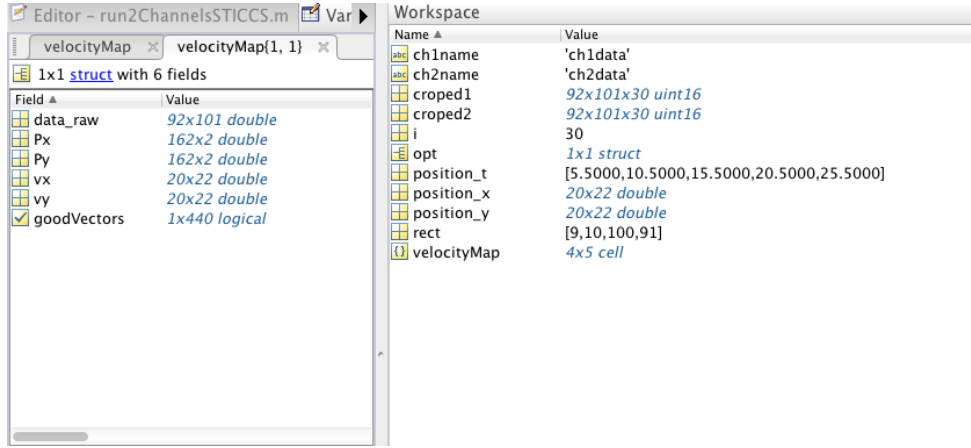 Editor – run2ChannelsSTICCS.m
Var
velocityMap
velocityMap{1, 1}
1x1 struct with 6 fields
Field Value
data_raw 92x101 double
Px 162x2 double
Py 162x2 double
vx 20x22 double
vy 20x22 double
goodVectors 1x440 logical
Workspace
Name Value
abc ch1name 'ch1data'
abc ch2name 'ch2data'
croped1 92x101x30 uint16
croped2 92x101x30 uint16
i 30
opt 1x1 struct
position_t [5.5000,10.5000,15.5000,20.5000,25.5000]
position_x 20x22 double
position_y 20x22 double
rect [9,10,100,91]
{} velocityMap 4x5 cell